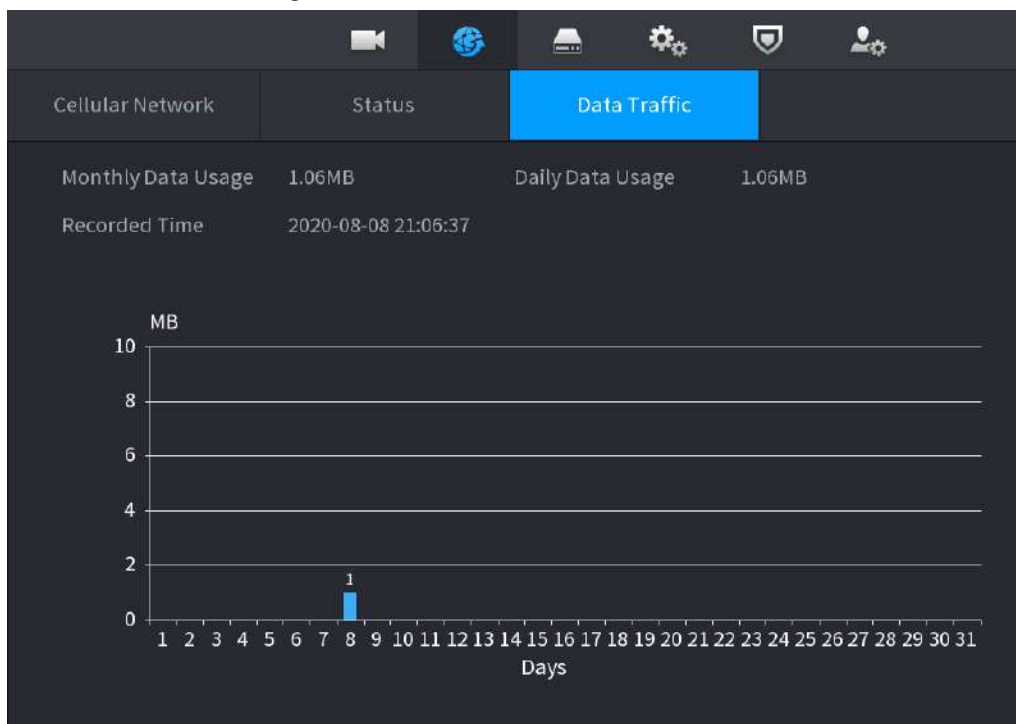 Cellular Network Status Data Traffic
Monthly Data Usage 1.06MB Daily Data Usage 1.06MB
Recorded Time 2020-08-08 21:06:37
MB
10
8
6
4
2
1
0
1 2 3 4 5 6 7 8 9 10 11 12 13 14 15 16 17 18 19 20 21 22 23 24 25 26 27 28 29 30 31
Days